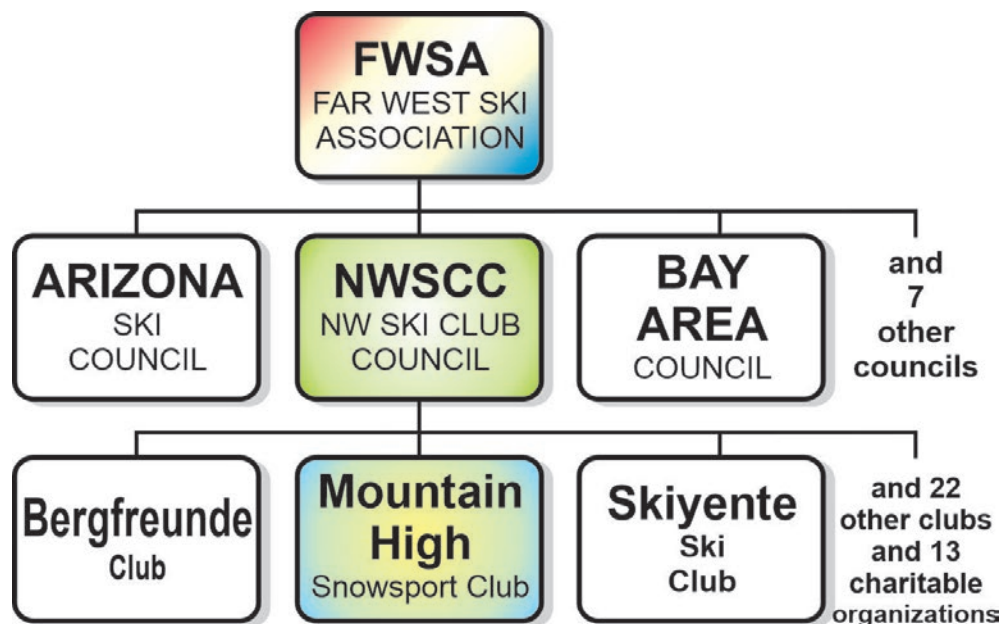 FWSA
FAR WEST SKI
ASSOCIATION
ARIZONA
SKI
COUNCIL
NWSCC
NW SKI CLUB
COUNCIL
BAY
AREA
COUNCIL
and
7
other
councils
Bergfreunde
Club
Mountain
High
Snowsport Club
Skiyente
Ski
Club
and 22
other clubs
and 13
charitable
organizations